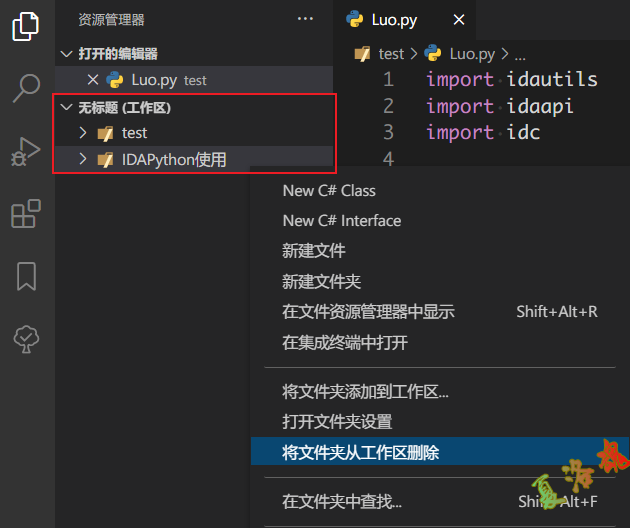 资源管理器
打开的编辑器
Luo.py test
无标题 (工作区)
test
IDAPython使用
Luo.py
test > Luo.py > ...
1 import idautils
2 import idaapi
3 import idc
4
New C# Class
New C# Interface
新建文件
新建文件夹
在文件资源管理器中显示 Shift+Alt+R
在集成终端中打开
将文件夹添加到工作区...
打开文件夹设置
将文件夹从工作区删除
在文件夹中查找... Shift+Alt+F